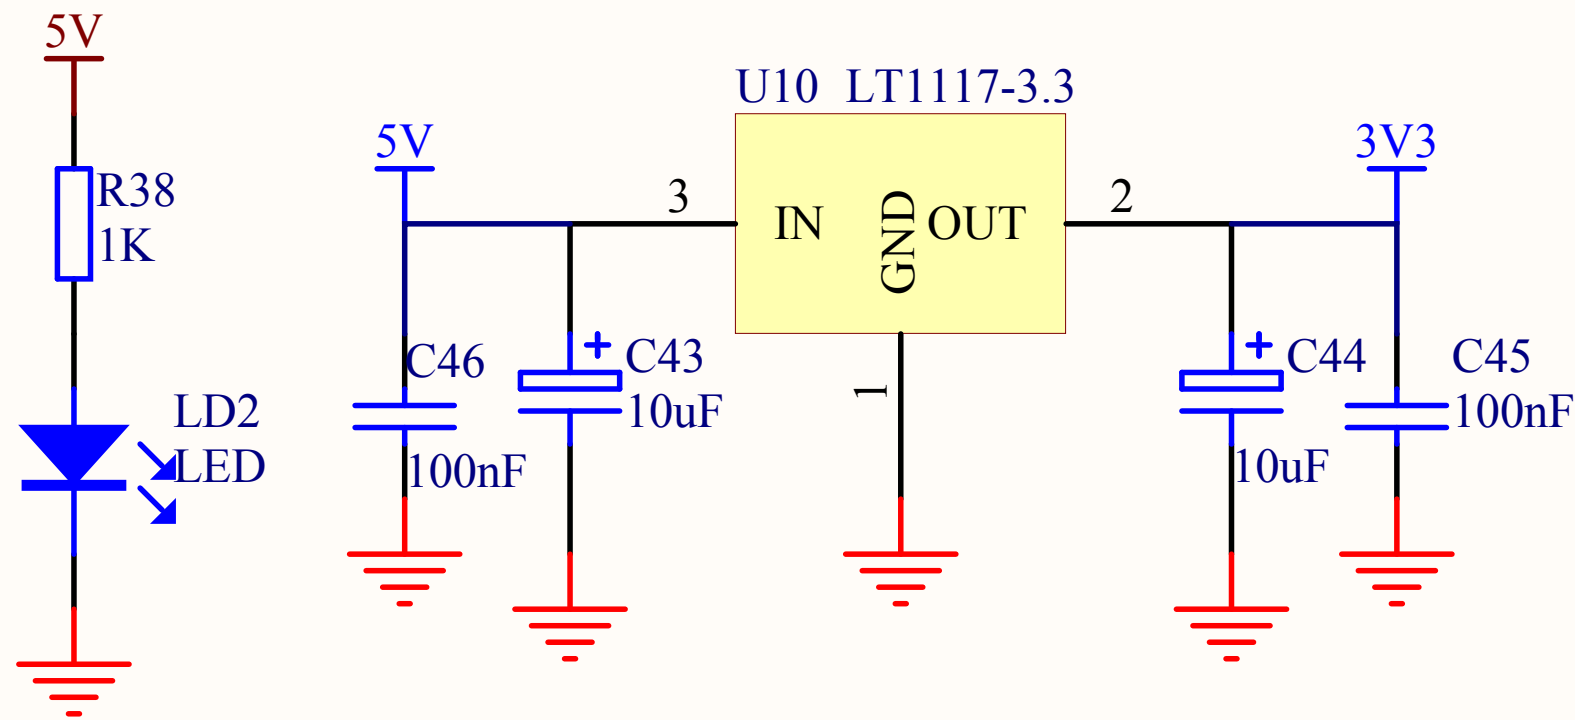 5V
R38
1K
LD2
LED
5V
C46
100nF
C43
10uF
U10 LT1117-3.3
3
IN
GND
OUT
2
1
3V3
C44
10uF
C45
100nF